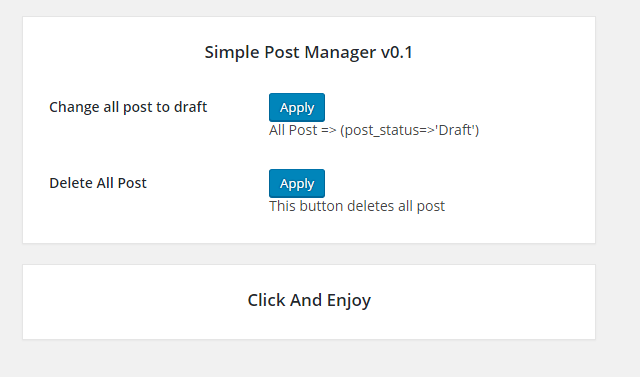 Simple Post Manager v0.1
Change all post to draft
Apply
All Post => (post_status=>'Draft')
Delete All Post
Apply
This button deletes all post
Click And Enjoy